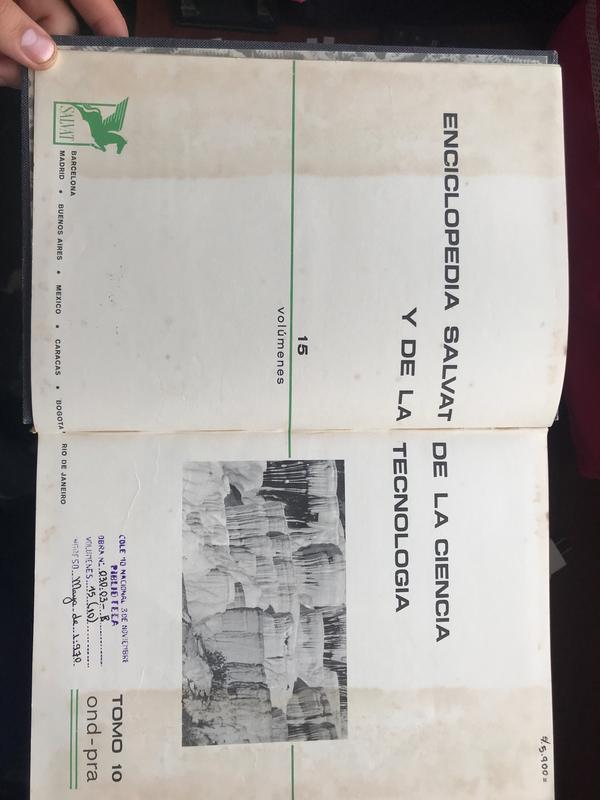 $5.900=
ENCICLOPEDIA SALVAT DE LA CIENCIA
Y DE LA TECNOLOGIA
15
volúmenes
SALVAT
BARCELONA
MADRID • BUENOS AIRES • MEXICO • CARACAS • BOGOTA RIO DE JANEIRO
COLE IO NACIONAL 3 DE NOVIEMBRE
BIBLIOTECA
OBRA Nº 030.03-B
VOLUMENES 15 (10)
INGRESO Mayo de 1.970
TOMO 10
ond-pra